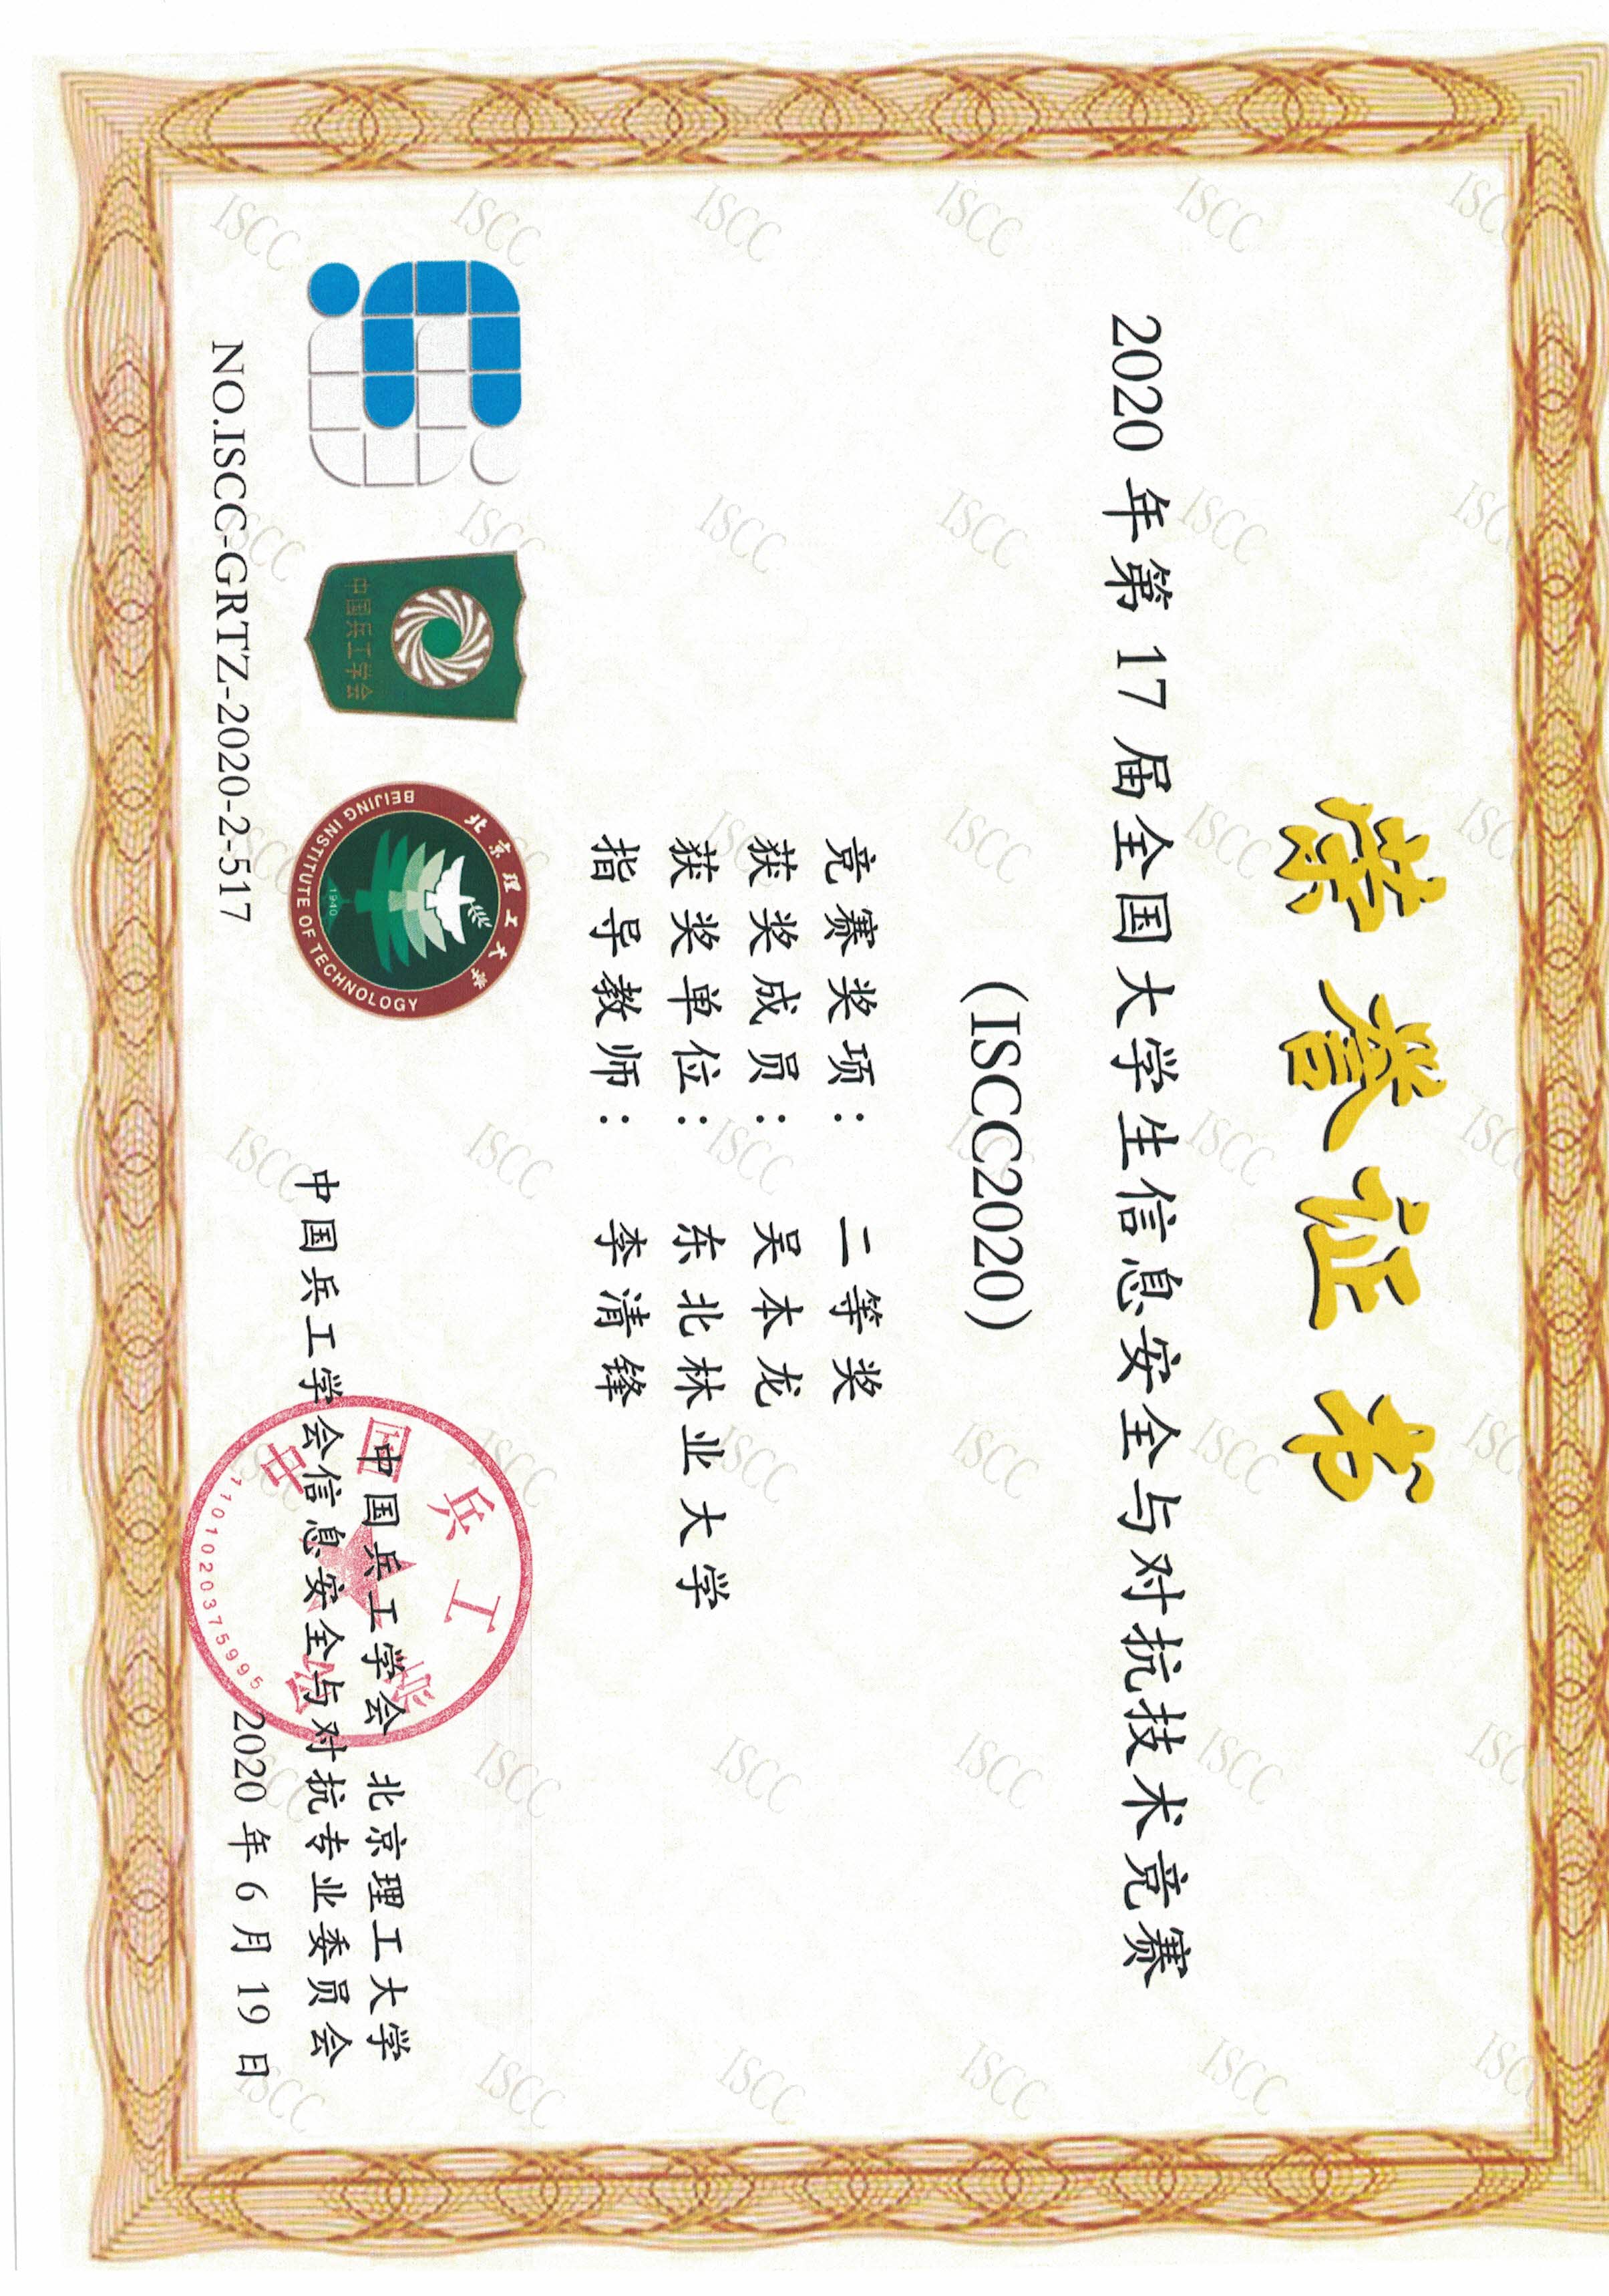 荣誉证书
2020 年第 17 届全国大学生信息安全与对抗技术竞赛
（ISCC2020）
竞赛奖项： 二等奖
获奖成员： 吴本龙
获奖单位： 东北林业大学
指导教师： 李清锋
中国兵工学会
北京理工大学
BEIJING INSTITUTE OF TECHNOLOGY
1940
NO.ISCC-GRTZ-2020-2-517
中国兵工学会
1101020375995
中国兵工学会 北京理工大学
中国兵工学会信息安全与对抗专业委员会
2020 年 6 月 19 日
ISCC